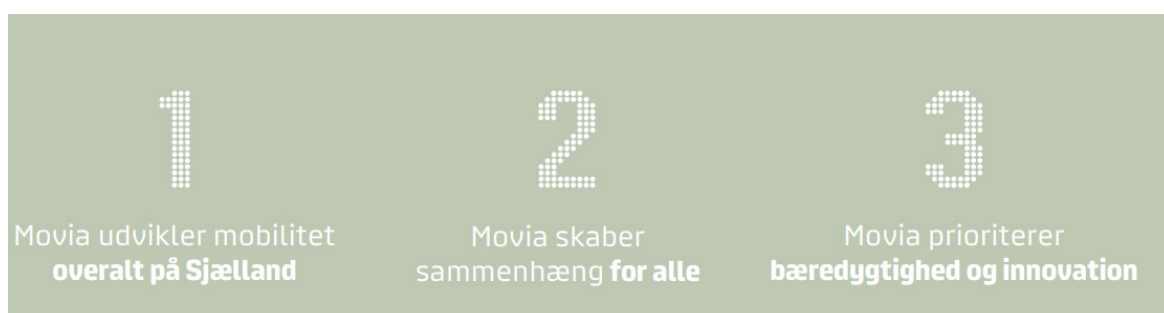 1
Movia udvikler mobilitet
overalt på Sjælland
2
Movia skaber
sammenhæng for alle
3
Movia prioriterer
bæredygtighed og innovation